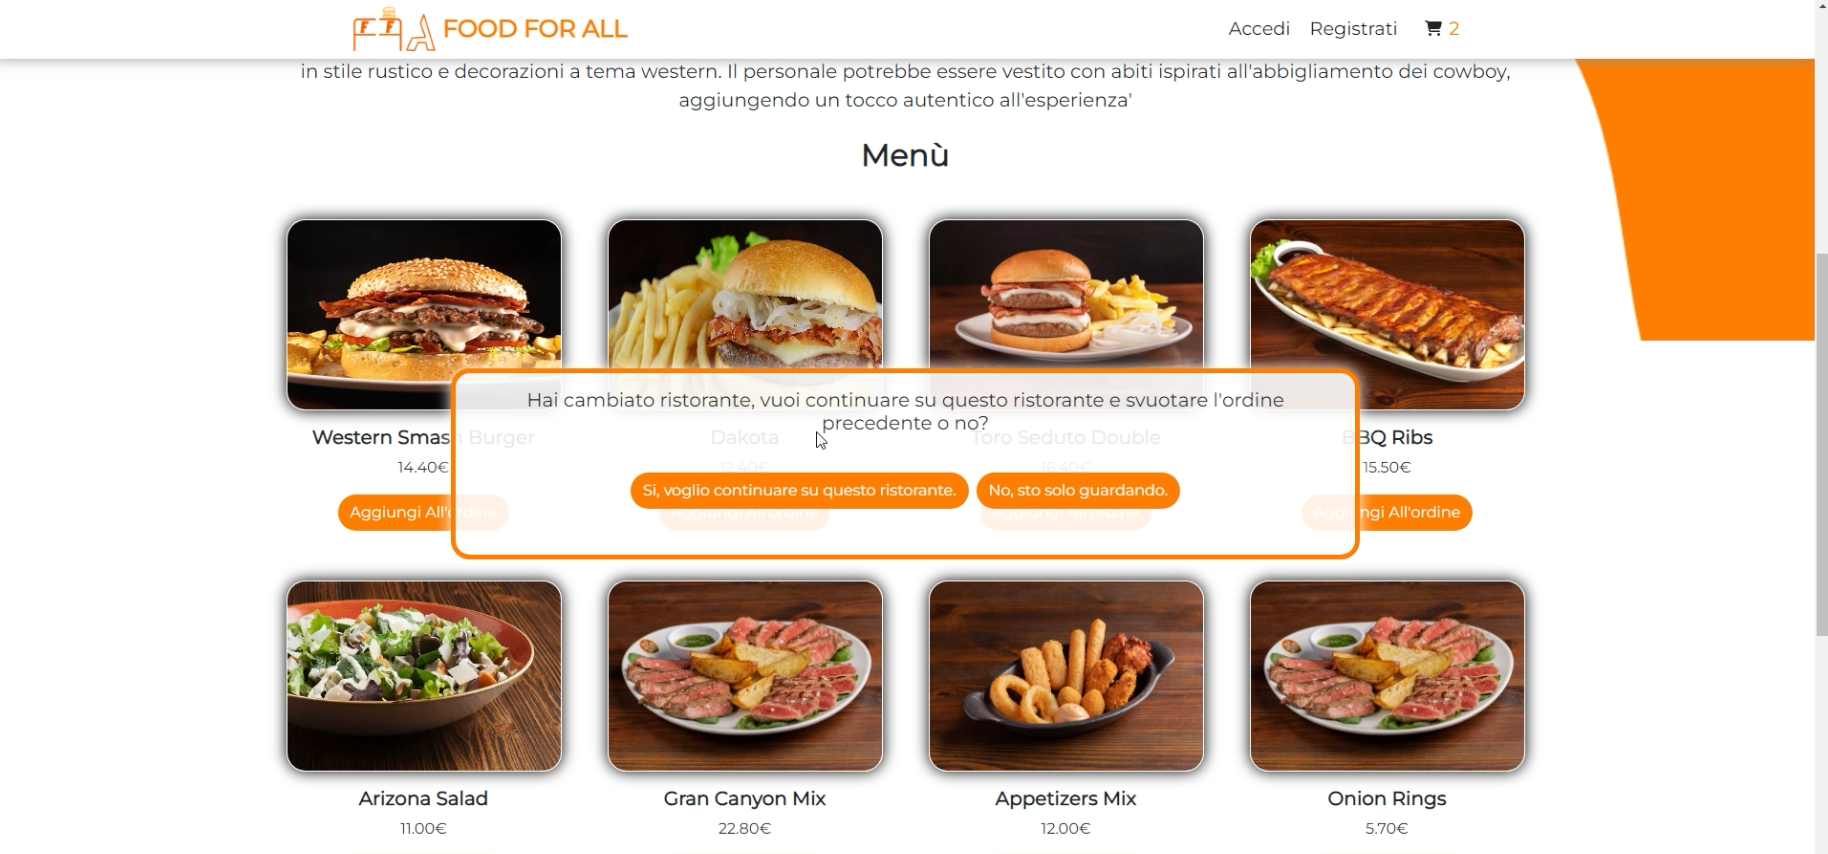 FFA FOOD FOR ALL
Accedi Registrati 2
in stile rustico e decorazioni a tema western. Il personale potrebbe essere vestito con abiti ispirati all'abbigliamento dei cowboy,
aggiungendo un tocco autentico all'esperienza'
Menù
Hai cambiato ristorante, vuoi continuare su questo ristorante e svuotare l'ordine
precedente o no?
Si, voglio continuare su questo ristorante. No, sto solo guardando.
Western Smash Burger
14.40€
Aggiungi All'ordine
Dakota
12.40€
Aggiungi All'ordine
Toro Seduto Double
16.40€
Aggiungi All'ordine
BBQ Ribs
15.50€
Aggiungi All'ordine
Arizona Salad
11.00€
Gran Canyon Mix
22.80€
Appetizers Mix
12.00€
Onion Rings
5.70€